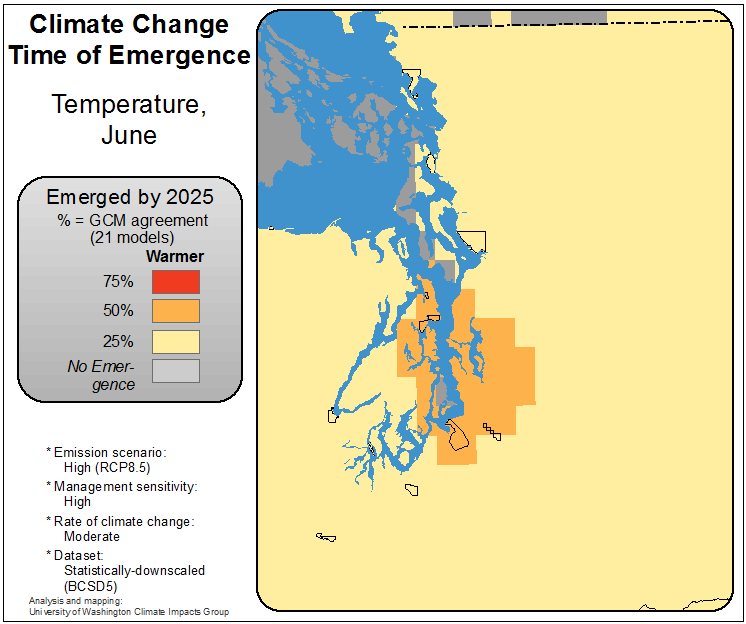 Climate Change
Time of Emergence
Temperature,
June
Emerged by 2025
% = GCM agreement
(21 models)
Warmer
75%
50%
25%
No Emer-
gence
* Emission scenario:
High (RCP8.5)
* Management sensitivity:
High
* Rate of climate change:
Moderate
* Dataset:
Statistically-downscaled
(BCSD5)
Analysis and mapping:
University of Washington Climate Impacts Group